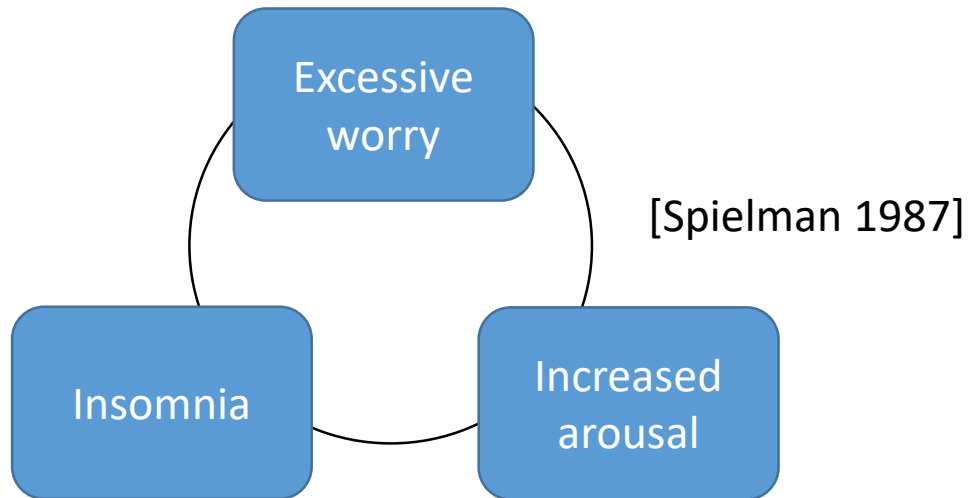 Excessive
worry
[Spielman 1987]
Insomnia
Increased
arousal